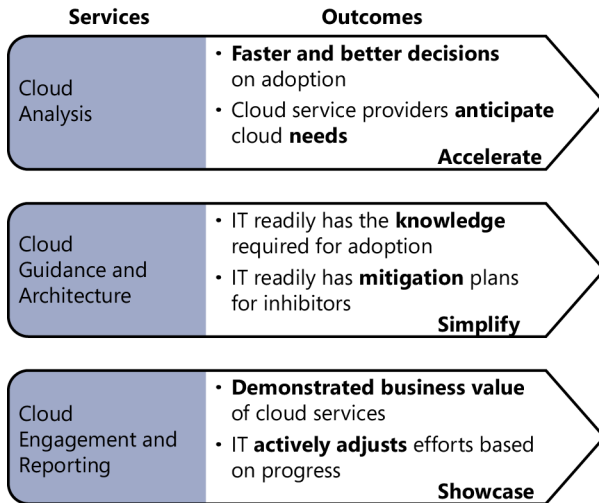 Services
Outcomes
Cloud
Analysis
• Faster and better decisions
on adoption
• Cloud service providers anticipate
cloud needs
Accelerate
Cloud
Guidance and
Architecture
• IT readily has the knowledge
required for adoption
• IT readily has mitigation plans
for inhibitors
Simplify
Cloud
Engagement and
Reporting
• Demonstrated business value
of cloud services
• IT actively adjusts efforts based
on progress
Showcase